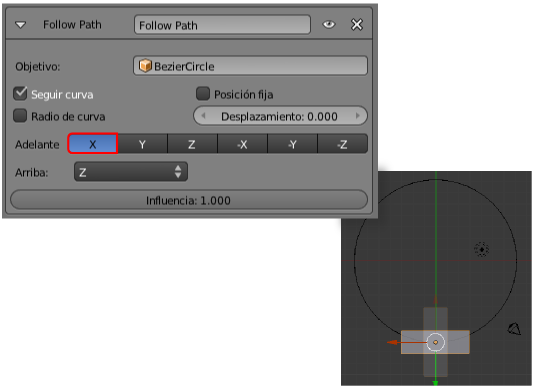 Follow Path Follow Path
Objetivo: BezierCircle
Seguir curva Posición fija
Radio de curva Desplazamiento: 0.000
Adelante X Y Z -X -Y -Z
Arriba: Z
Influencia: 1.000